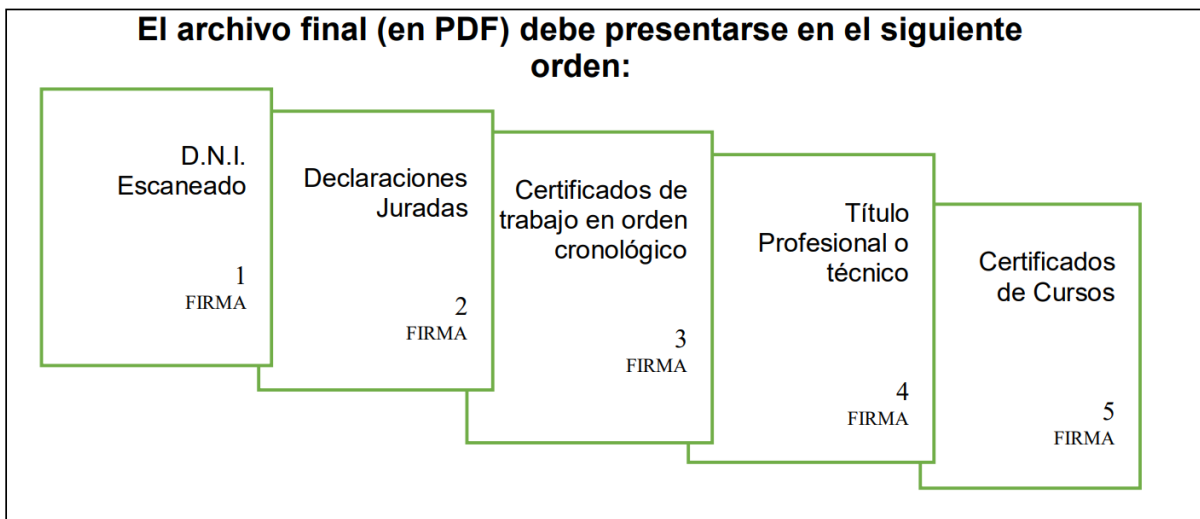 El archivo final (en PDF) debe presentarse en el siguiente
orden:
D.N.I.
Escaneado
1
FIRMA
Declaraciones
Juradas
2
FIRMA
Certificados de
trabajo en orden
cronológico
3
FIRMA
Título
Profesional o
técnico
4
FIRMA
Certificados
de Cursos
5
FIRMA